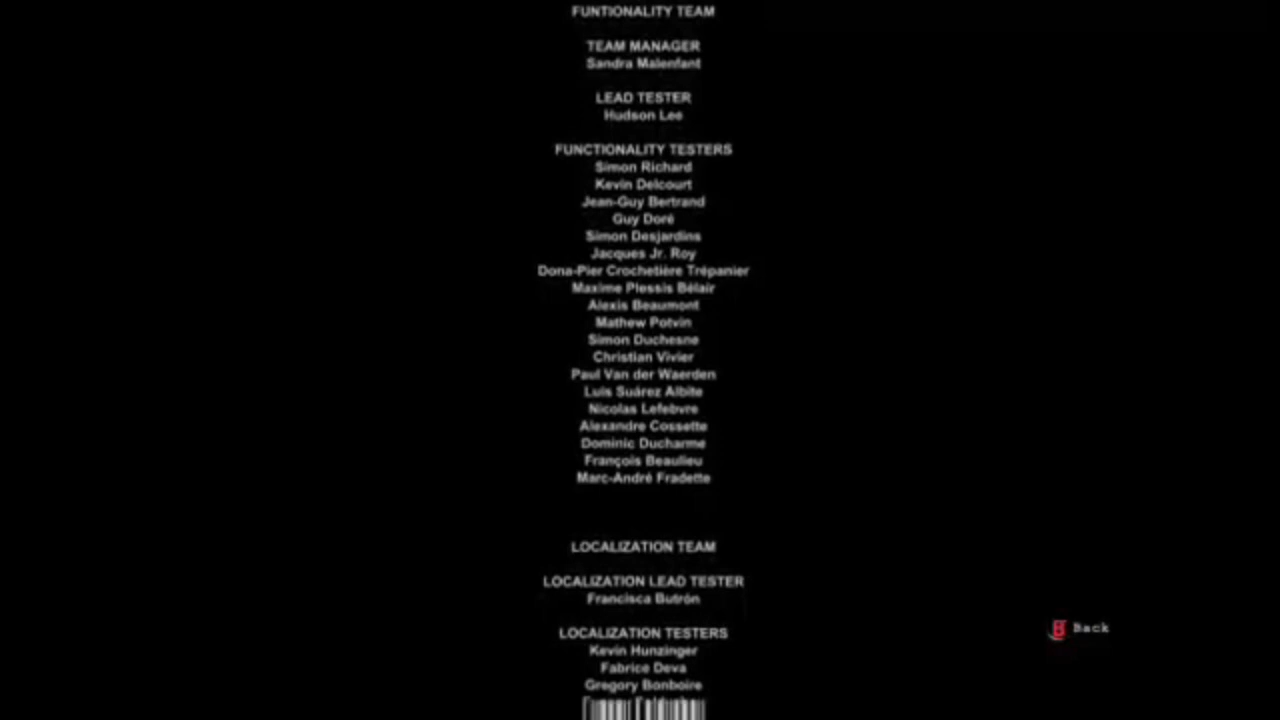 FUNTIONALITY TEAM
TEAM MANAGER
Sandra Malenfant
LEAD TESTER
Hudson Lee
FUNCTIONALITY TESTERS
Simon Richard
Kevin Delcourt
Jean-Guy Bertrand
Guy Doré
Simon Desjardins
Jacques Jr. Roy
Dona-Pier Crochetière Trépanier
Maxime Plessis Bélair
Alexis Beaumont
Mathew Potvin
Simon Duchesne
Christian Vivier
Paul Van der Waerden
Luis Suárez Albite
Nicolas Lefebvre
Alexandre Cossette
Dominic Ducharme
François Beaulieu
Marc-André Fradette
LOCALIZATION TEAM
LOCALIZATION LEAD TESTER
Francisca Butrón
LOCALIZATION TESTERS
Kevin Hunzinger
Fabrice Deva
Gregory Bonboire
Back